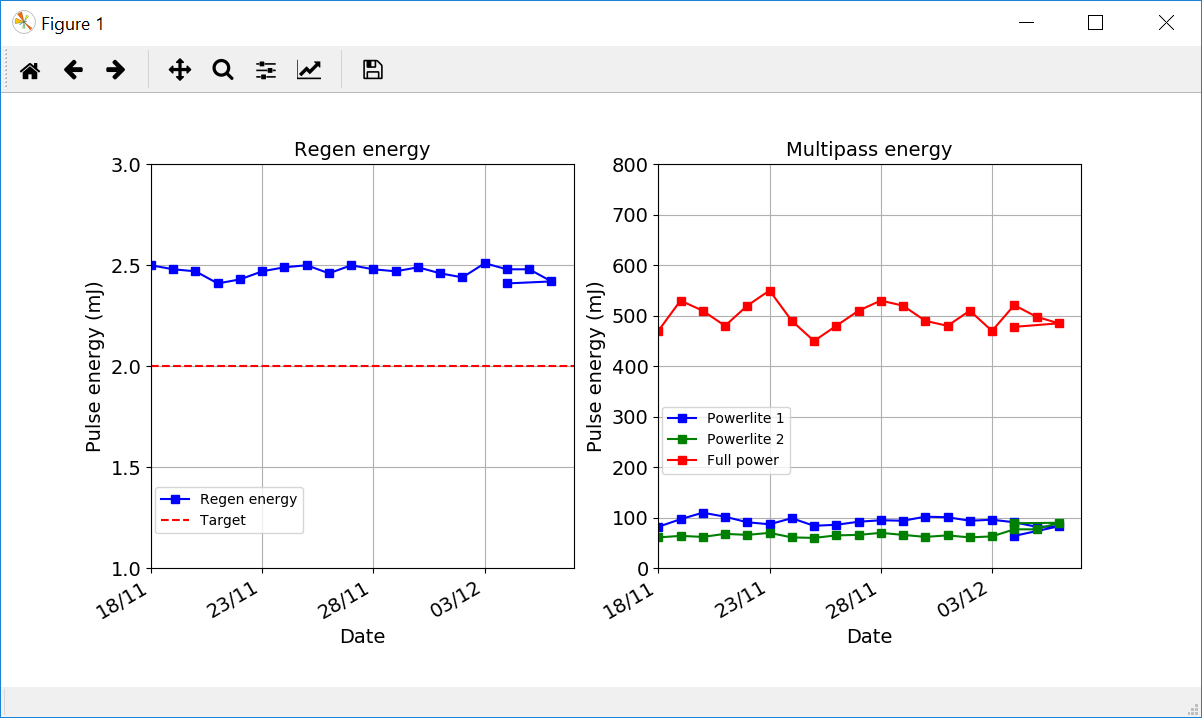 Figure 1
Regen energy
3.0
2.5
2.0
1.5
1.0
Pulse energy (mJ)
Regen energy
Target
18/11
23/11
28/11
03/12
Date
Multipass energy
800
700
600
500
400
300
200
100
0
Pulse energy (mJ)
Powerlite 1
Powerlite 2
Full power
18/11
23/11
28/11
03/12
Date